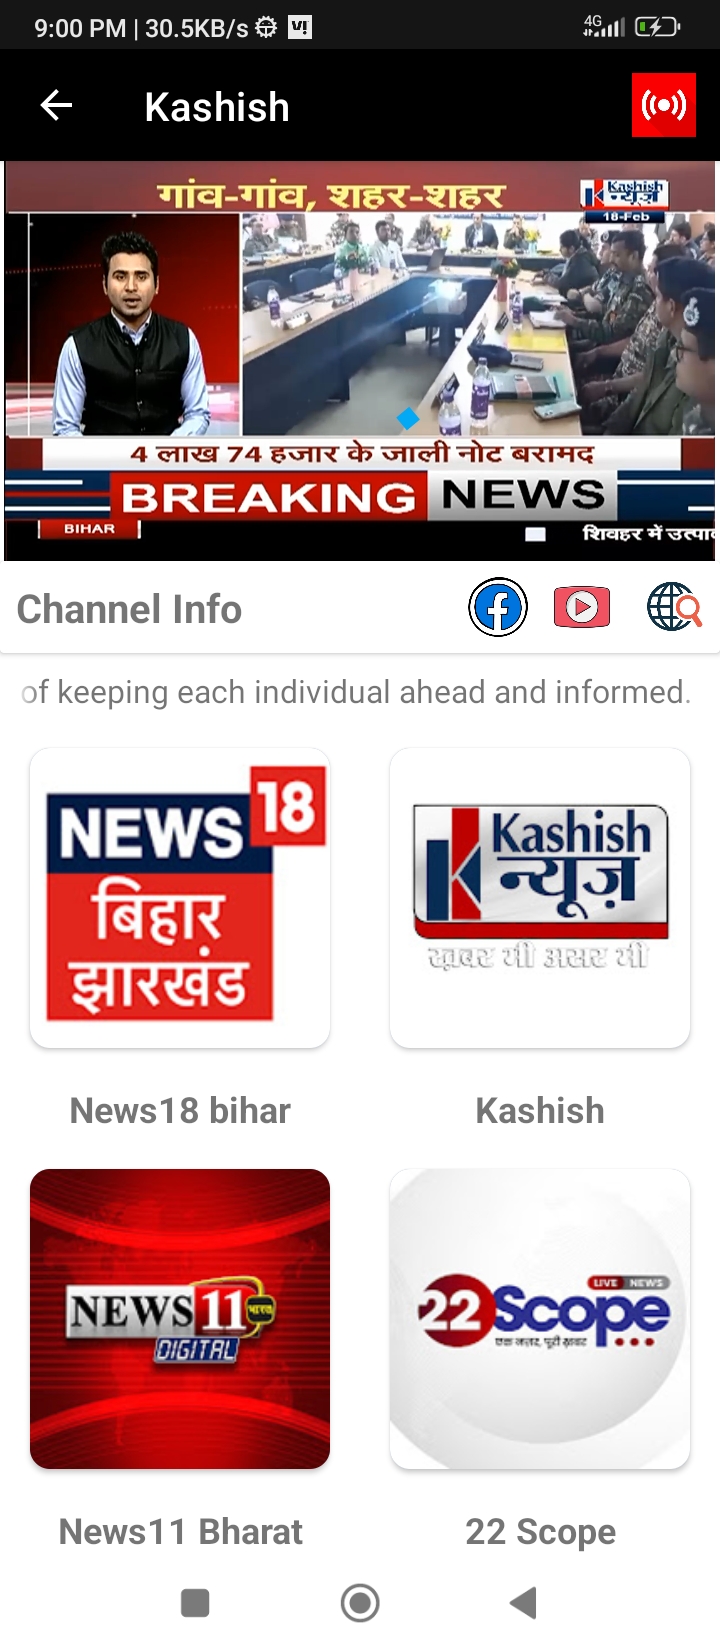 9:00 PM | 30.5KB/s
4G
Kashish
गांव-गांव, शहर-शहर
Kashish
न्यूज़
18-Feb
4 लाख 74 हजार के जाली नोट बरामद
BREAKING NEWS
BIHAR
शिवहर में उत्पाद
Channel Info
of keeping each individual ahead and informed.
NEWS 18
बिहार
झारखंड
Kashish
न्यूज़
ख़बर भी असर भी
News18 bihar
Kashish
NEWS 11 भारत
DIGITAL
LIVE NEWS
22 Scope
एक नज़र, पूरी ख़बर
News11 Bharat
22 Scope